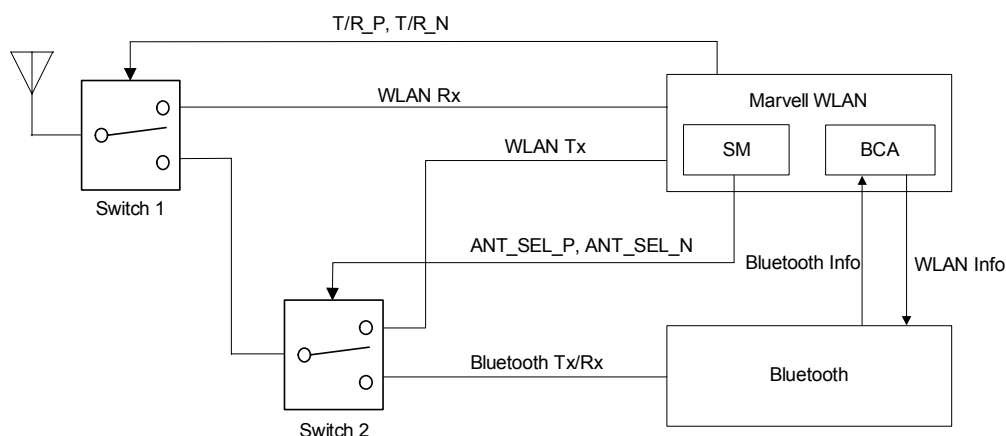 T/R_P, T/R_N
WLAN Rx
Marvell WLAN
WLAN Tx
SM
BCA
Switch 1
ANT_SEL_P, ANT_SEL_N
Bluetooth Info
WLAN Info
Bluetooth Tx/Rx
Bluetooth
Switch 2